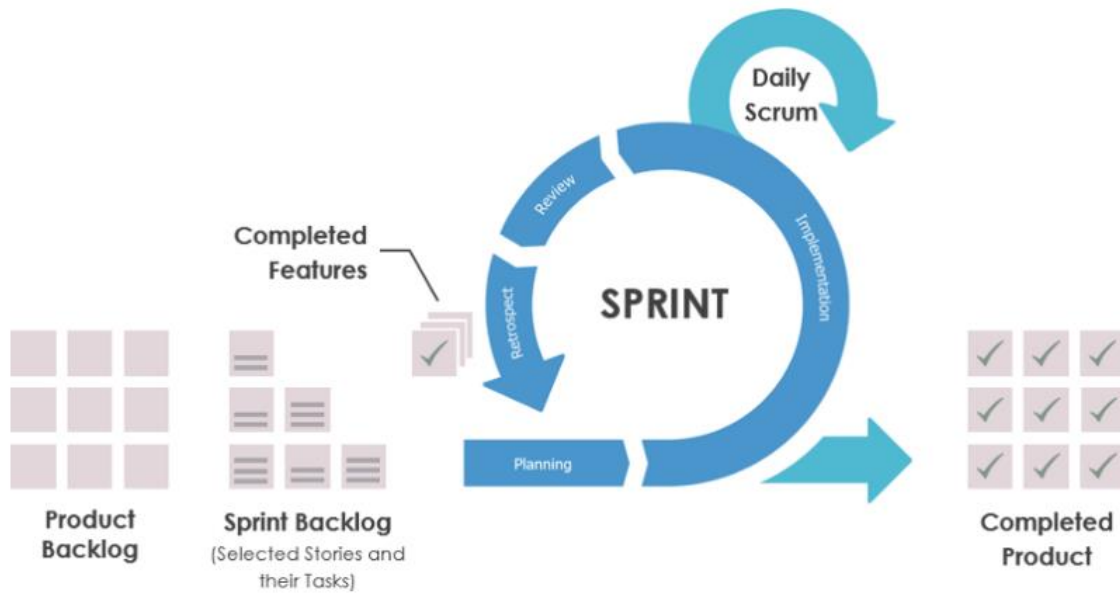 Daily
Scrum
Review
Implementation
Completed
Features
SPRINT
Retrospect
Planning
Product
Backlog
Sprint Backlog
(Selected Stories and
their Tasks)
Completed
Product